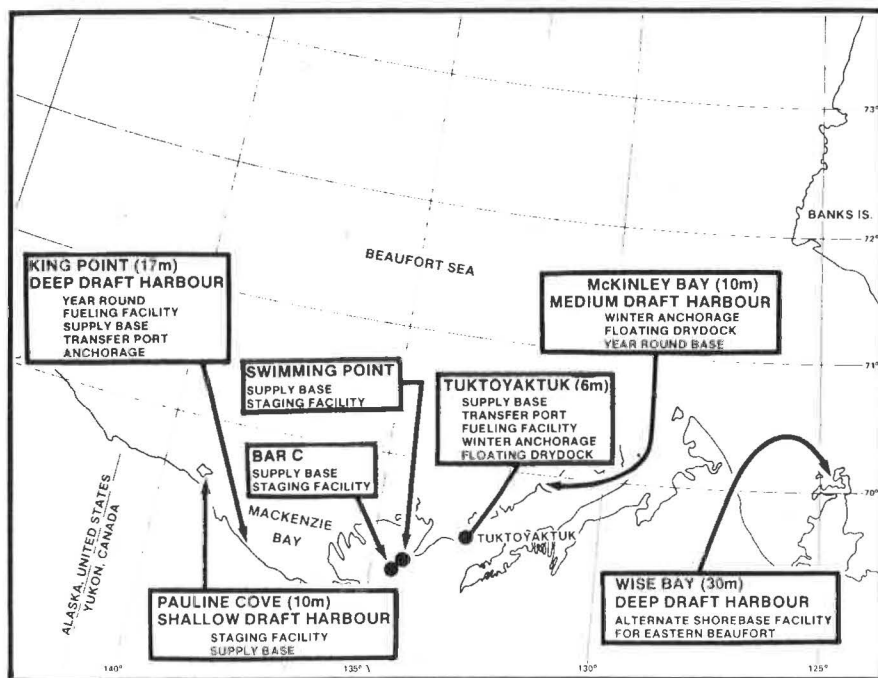 73°
BANKS IS.
72°
BEAUFORT SEA
KING POINT (17m)
DEEP DRAFT HARBOUR
YEAR ROUND
FUELING FACILITY
SUPPLY BASE
TRANSFER PORT
ANCHORAGE
McKINLEY BAY (10m)
MEDIUM DRAFT HARBOUR
WINTER ANCHORAGE
FLOATING DRYDOCK
YEAR ROUND BASE
71°
SWIMMING POINT
SUPPLY BASE
STAGING FACILITY
TUKTOYAKTUK (6m)
SUPPLY BASE
TRANSFER PORT
FUELING FACILITY
WINTER ANCHORAGE
FLOATING DRYDOCK
BAR C
SUPPLY BASE
STAGING FACILITY
70°
MACKENZIE
BAY
TUKTOYAKTUK
ALASKA, UNITED STATES
YUKON, CANADA
PAULINE COVE (10m)
SHALLOW DRAFT HARBOUR
STAGING FACILITY
SUPPLY BASE
WISE BAY (30m)
DEEP DRAFT HARBOUR
ALTERNATE SHOREBASE FACILITY
FOR EASTERN BEAUFORT
140°
135°
130°
125°